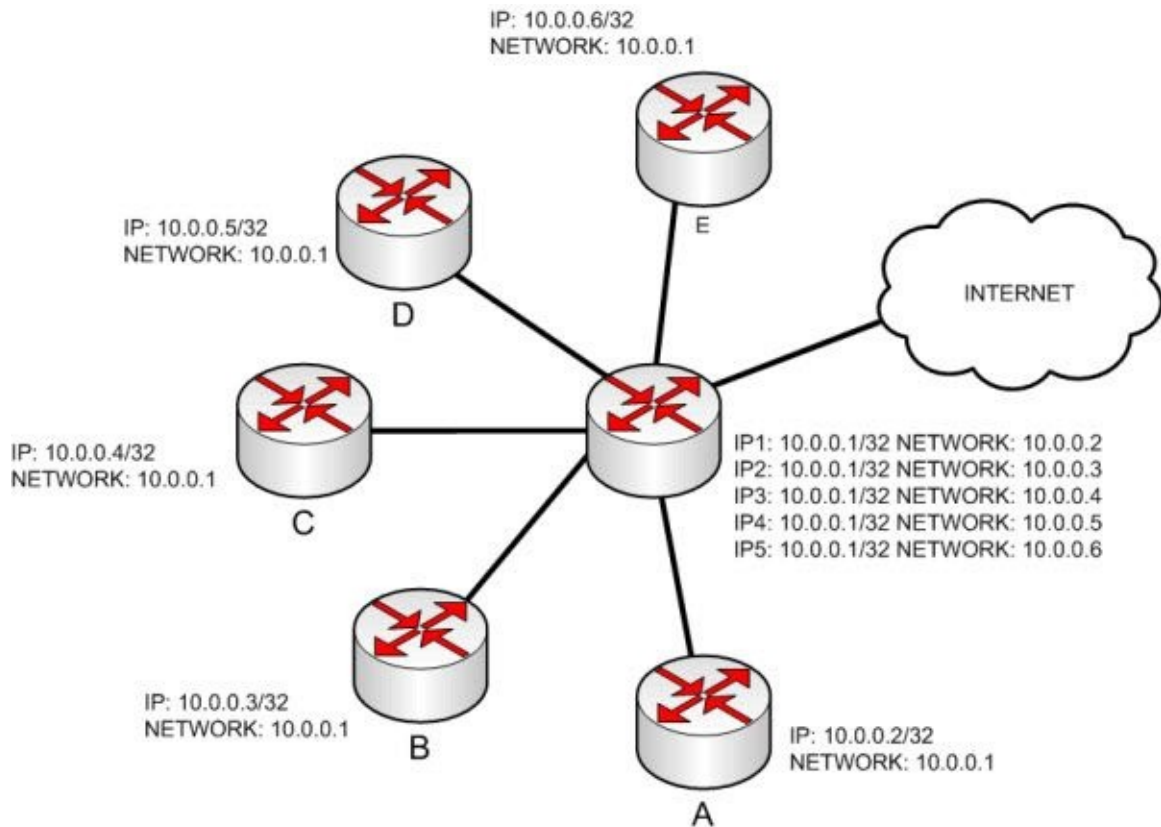 IP: 10.0.0.6/32
NETWORK: 10.0.0.1
E
IP: 10.0.0.5/32
NETWORK: 10.0.0.1
D
INTERNET
IP: 10.0.0.4/32
NETWORK: 10.0.0.1
C
IP1: 10.0.0.1/32 NETWORK: 10.0.0.2
IP2: 10.0.0.1/32 NETWORK: 10.0.0.3
IP3: 10.0.0.1/32 NETWORK: 10.0.0.4
IP4: 10.0.0.1/32 NETWORK: 10.0.0.5
IP5: 10.0.0.1/32 NETWORK: 10.0.0.6
IP: 10.0.0.3/32
NETWORK: 10.0.0.1
B
IP: 10.0.0.2/32
NETWORK: 10.0.0.1
A